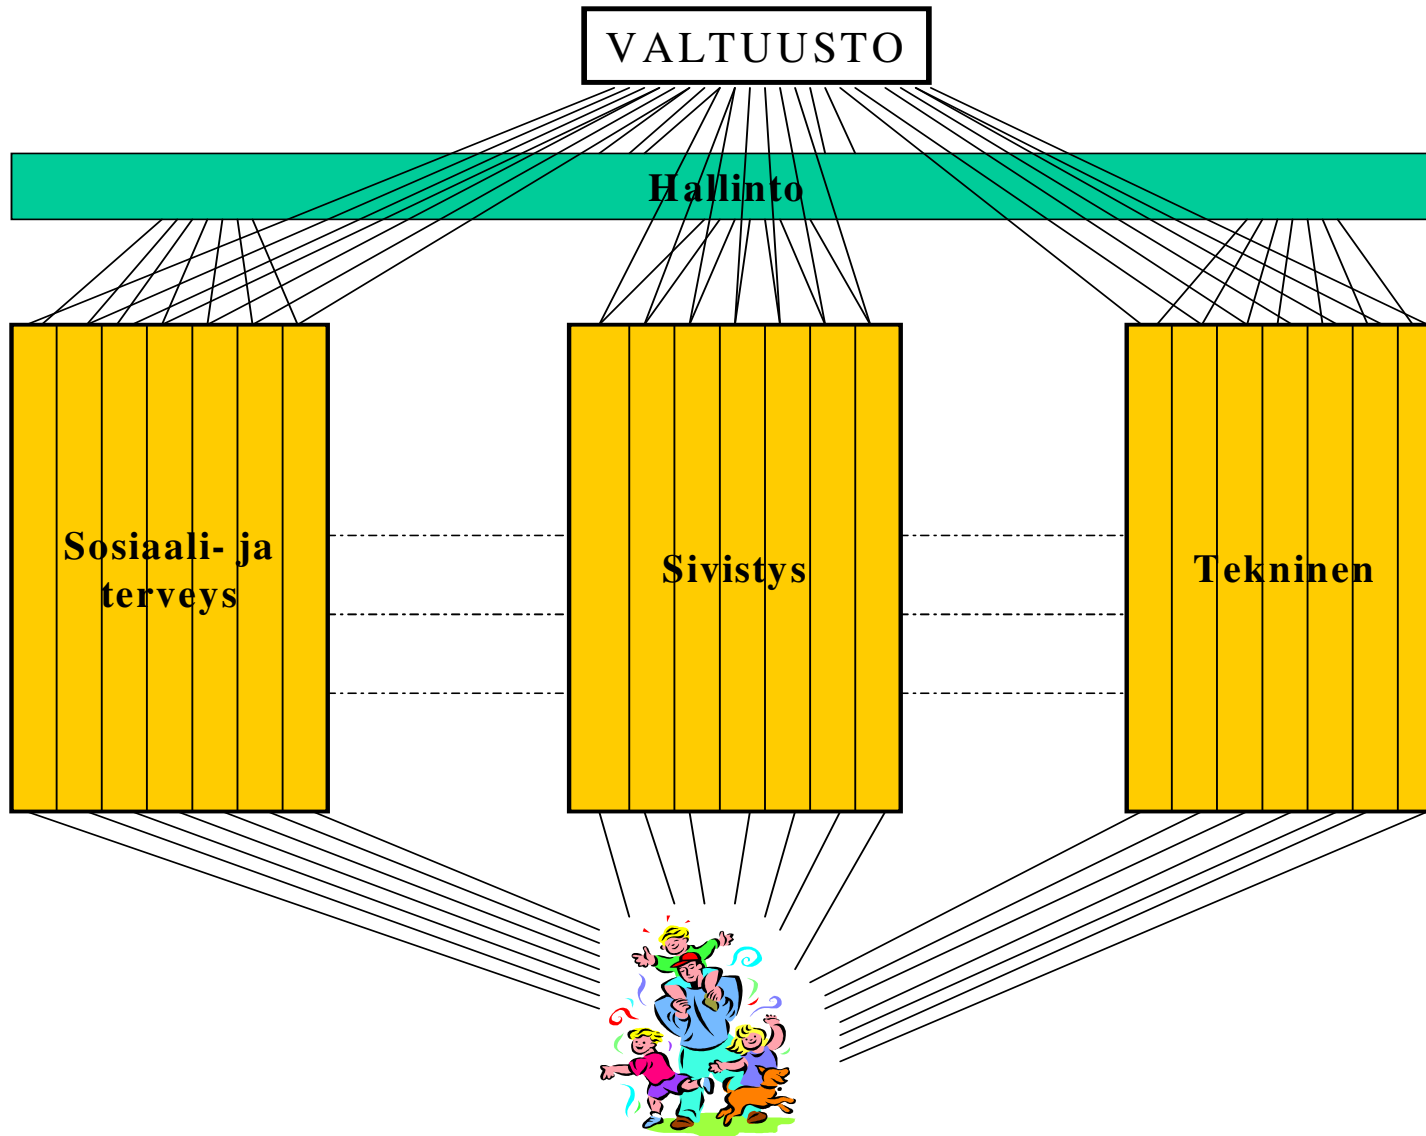 VALTUUSTO
Hallinto
Sosiaali- ja
terveys
Sivistys
Tekninen